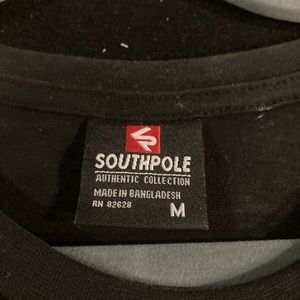 SOUTHPOLE
AUTHENTIC COLLECTION
MADE IN BANGLADESH
RN 82628 M